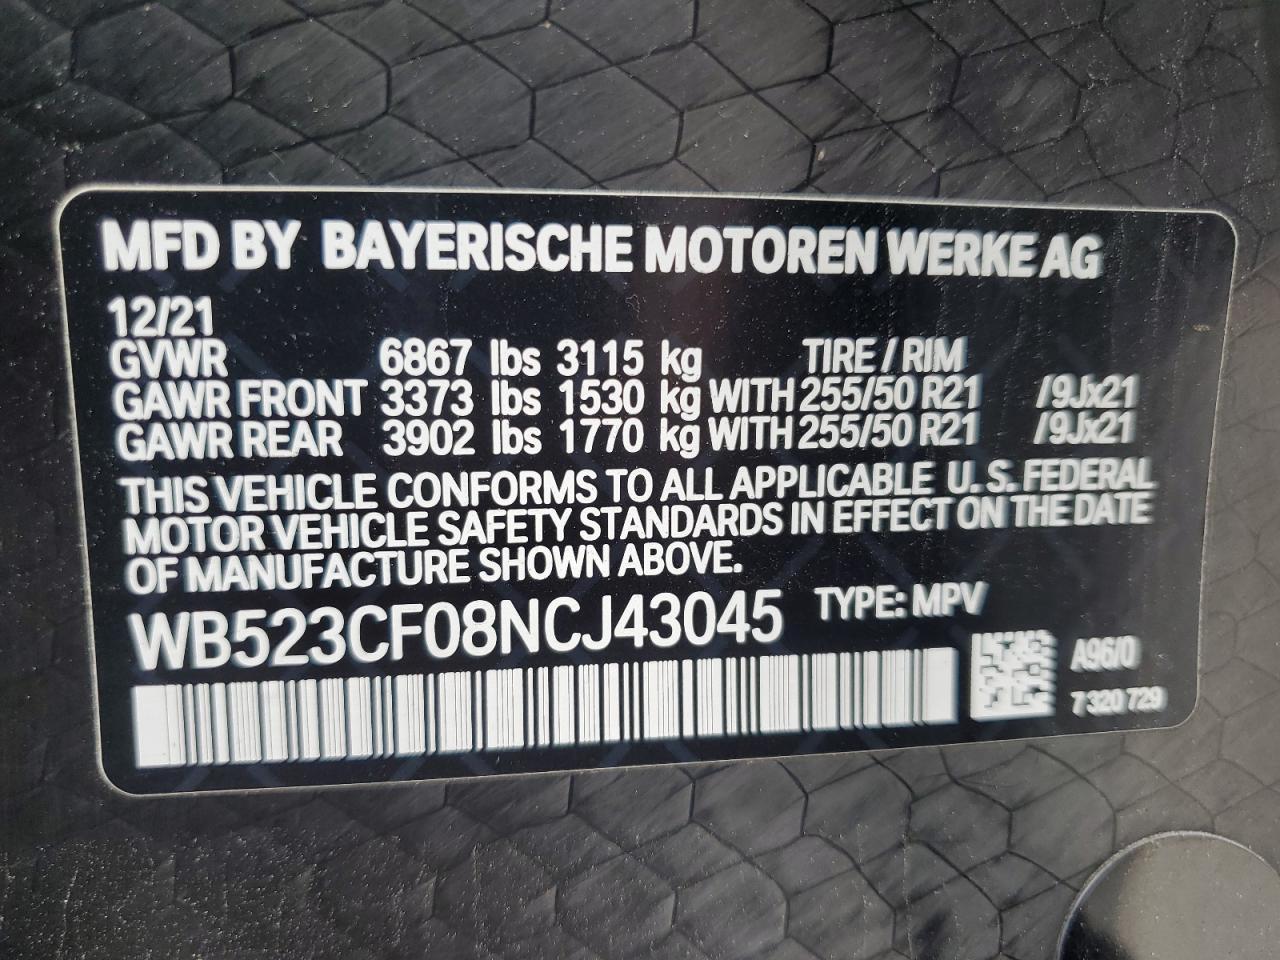 MFD BY BAYERISCHE MOTOREN WERKE AG
12/21
GVWR 6867 lbs 3115 kg TIRE / RIM
GAWR FRONT 3373 lbs 1530 kg WITH 255/50 R21 /9Jx21
GAWR REAR 3902 lbs 1770 kg WITH 255/50 R21 /9Jx21
THIS VEHICLE CONFORMS TO ALL APPLICABLE U. S. FEDERAL
MOTOR VEHICLE SAFETY STANDARDS IN EFFECT ON THE DATE
OF MANUFACTURE SHOWN ABOVE.
WB523CF08NCJ43045 TYPE: MPV
A96/0
7 320 729